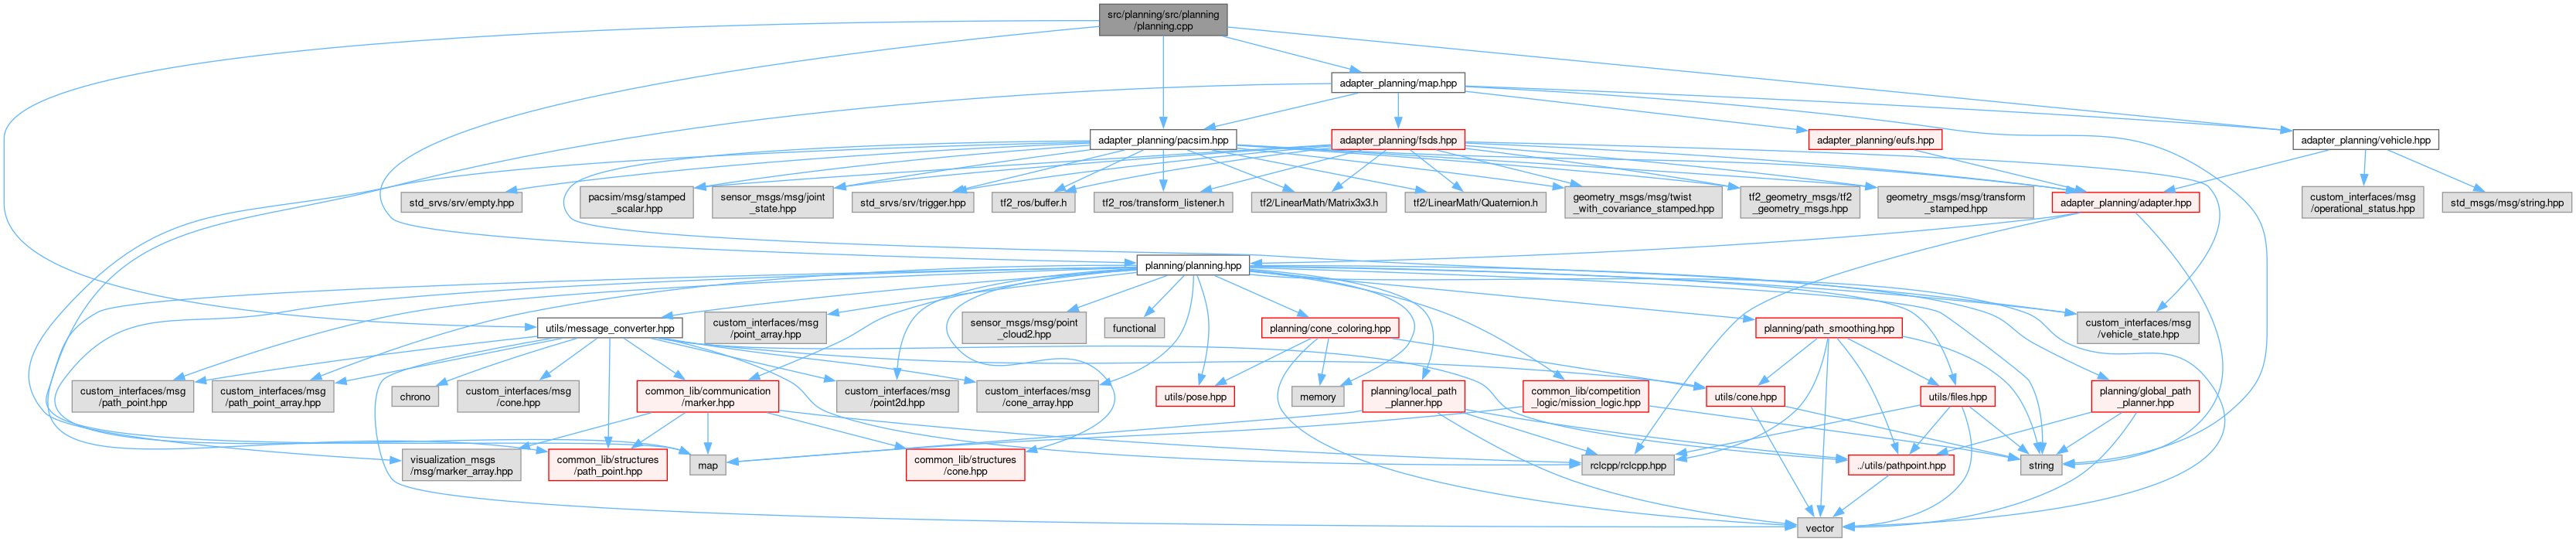 src/planning/src/planning
/planning.cpp
adapter_planning/map.hpp
adapter_planning/pacsim.hpp
adapter_planning/fsds.hpp
adapter_planning/eufs.hpp
adapter_planning/vehicle.hpp
std_srvs/srv/empty.hpp
pacsim/msg/stamped
_scalar.hpp
sensor_msgs/msg/joint
_state.hpp
std_srvs/srv/trigger.hpp
tf2_ros/buffer.h
tf2_ros/transform_listener.h
tf2/LinearMath/Matrix3x3.h
tf2/LinearMath/Quaternion.h
geometry_msgs/msg/twist
_with_covariance_stamped.hpp
tf2_geometry_msgs/tf2
_geometry_msgs.hpp
geometry_msgs/msg/transform
_stamped.hpp
adapter_planning/adapter.hpp
custom_interfaces/msg
/operational_status.hpp
std_msgs/msg/string.hpp
planning/planning.hpp
utils/message_converter.hpp
custom_interfaces/msg
/point_array.hpp
sensor_msgs/msg/point
_cloud2.hpp
functional
planning/cone_coloring.hpp
planning/path_smoothing.hpp
custom_interfaces/msg
/vehicle_state.hpp
custom_interfaces/msg
/path_point.hpp
custom_interfaces/msg
/path_point_array.hpp
chrono
custom_interfaces/msg
/cone.hpp
common_lib/communication
/marker.hpp
custom_interfaces/msg
/point2d.hpp
custom_interfaces/msg
/cone_array.hpp
utils/pose.hpp
memory
planning/local_path
_planner.hpp
common_lib/competition
_logic/mission_logic.hpp
utils/cone.hpp
utils/files.hpp
planning/global_path
_planner.hpp
visualization_msgs
/msg/marker_array.hpp
common_lib/structures
/path_point.hpp
map
common_lib/structures
/cone.hpp
rclcpp/rclcpp.hpp
../utils/pathpoint.hpp
string
vector